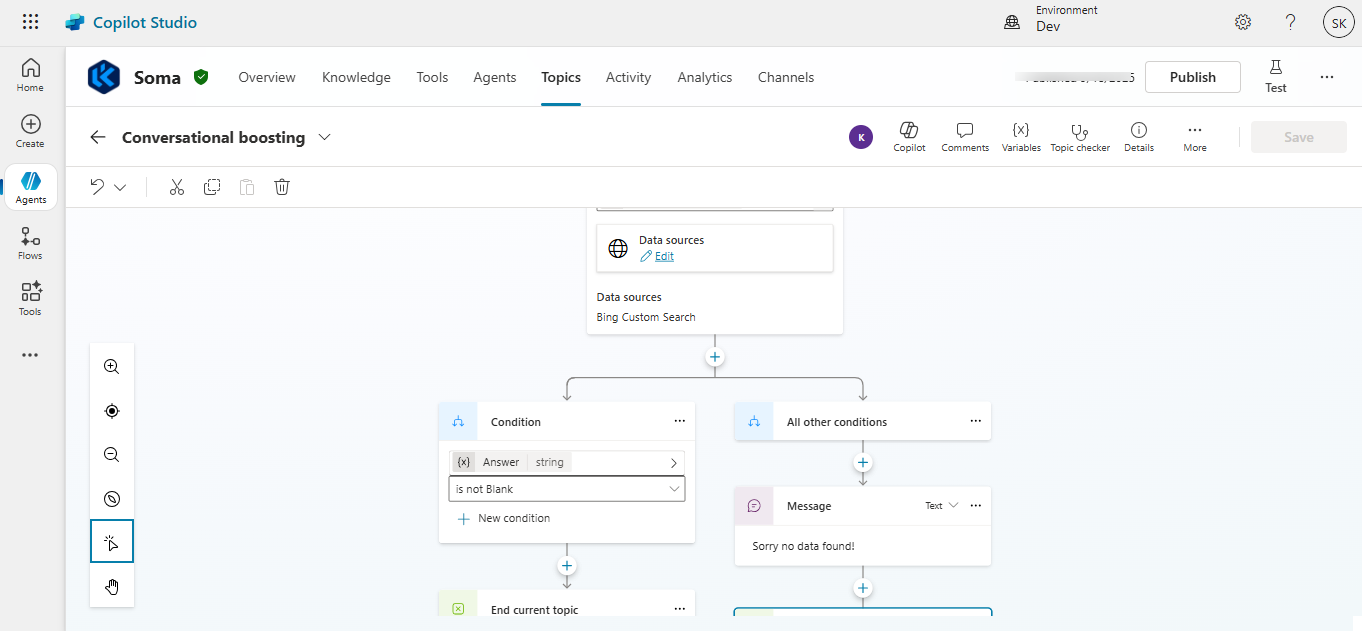 Copilot Studio
Environment
Dev
SK
Home
Create
Agents
Flows
Tools
Soma
Overview
Knowledge
Tools
Agents
Topics
Activity
Analytics
Channels
Publish
Test
Conversational boosting
K
Copilot
Comments
{x}
Variables
Topic checker
Details
More
Save
Data sources
Edit
Data sources
Bing Custom Search
Condition
{x} Answer string
is not Blank
New condition
End current topic
All other conditions
Message
Text
Sorry no data found!